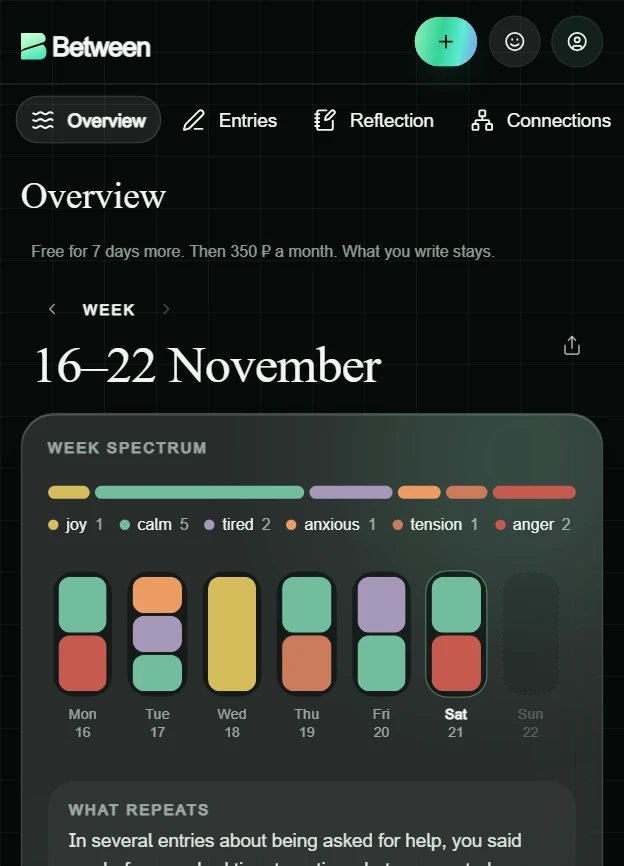 Between
Overview Entries Reflection Connections
Overview
Free for 7 days more. Then 350 ₽ a month. What you write stays.
WEEK
16–22 November
WEEK SPECTRUM
joy 1 calm 5 tired 2 anxious 1 tension 1 anger 2
Mon Tue Wed Thu Fri Sat Sun
16 17 18 19 20 21 22
WHAT REPEATS
In several entries about being asked for help, you said